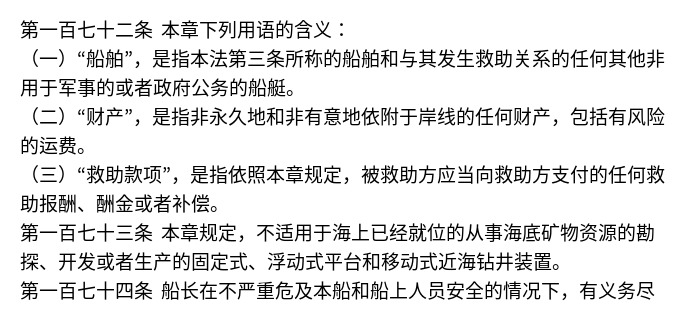 第一百七十二条 本章下列用语的含义：
（一）“船舶”，是指本法第三条所称的船舶和与其发生救助关系的任何其他非
用于军事的或者政府公务的船艇。
（二）“财产”，是指非永久地和非有意地依附于岸线的任何财产，包括有风险
的运费。
（三）“救助款项”，是指依照本章规定，被救助方应当向救助方支付的任何救
助报酬、酬金或者补偿。
第一百七十三条 本章规定，不适用于海上已经就位的从事海底矿物资源的勘
探、开发或者生产的固定式、浮动式平台和移动式近海钻井装置。
第一百七十四条 船长在不严重危及本船和船上人员安全的情况下，有义务尽